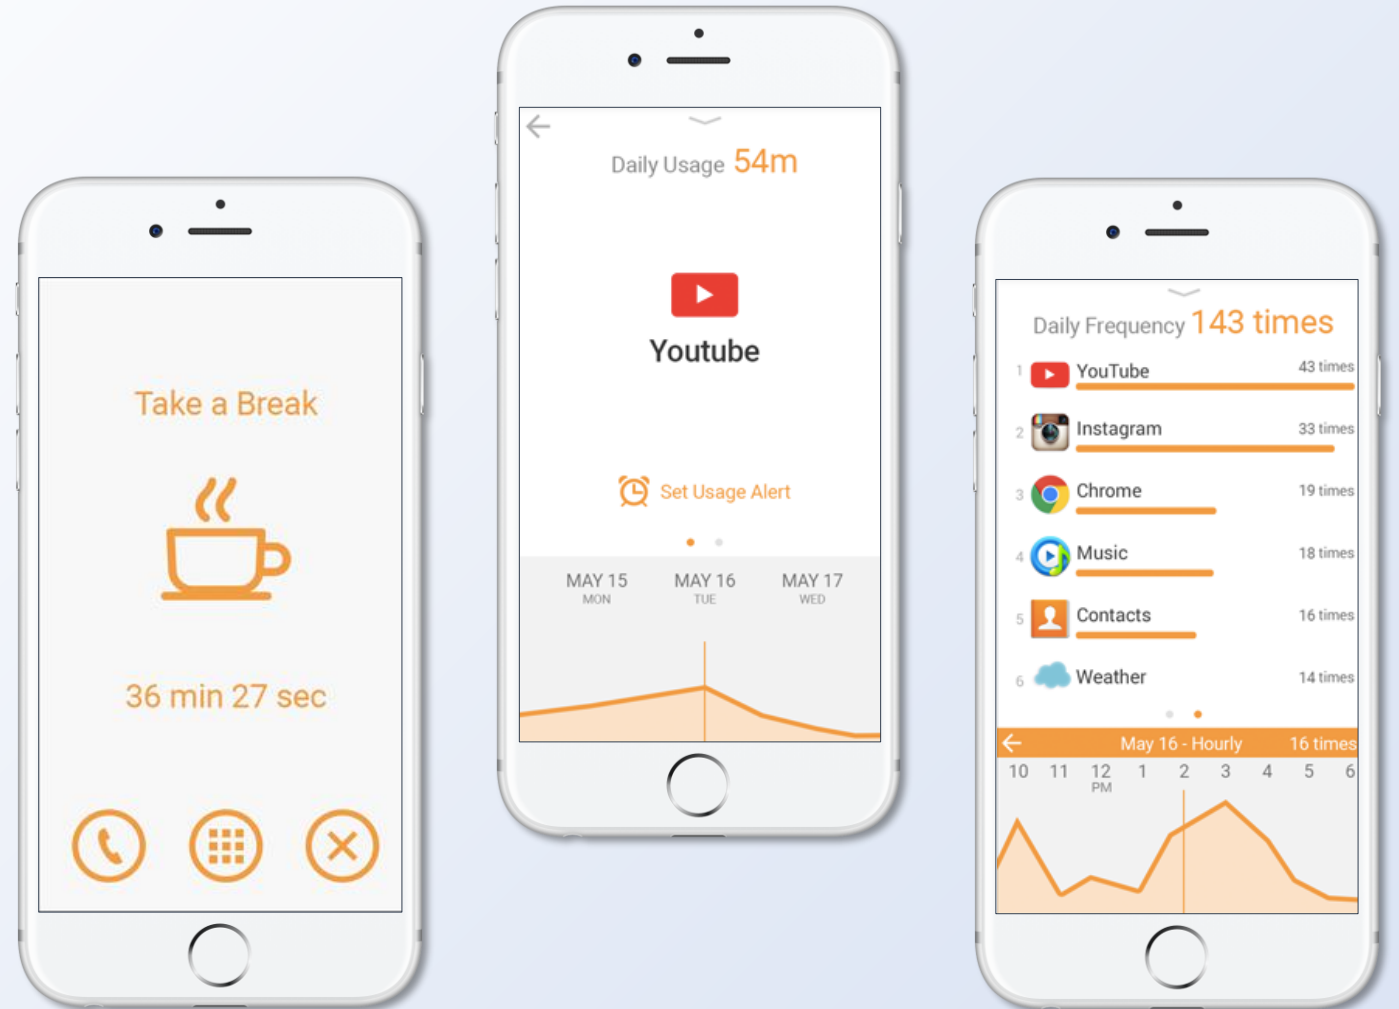 Take a Break
36 min 27 sec
Daily Usage 54m
Youtube
Set Usage Alert
MAY 15 MAY 16 MAY 17
MON TUE WED
Daily Frequency 143 times
1 YouTube 43 times
2 Instagram 33 times
3 Chrome 19 times
4 Music 18 times
5 Contacts 16 times
6 Weather 14 times
May 16 - Hourly 16 times
10 11 12 1 2 3 4 5 6
PM